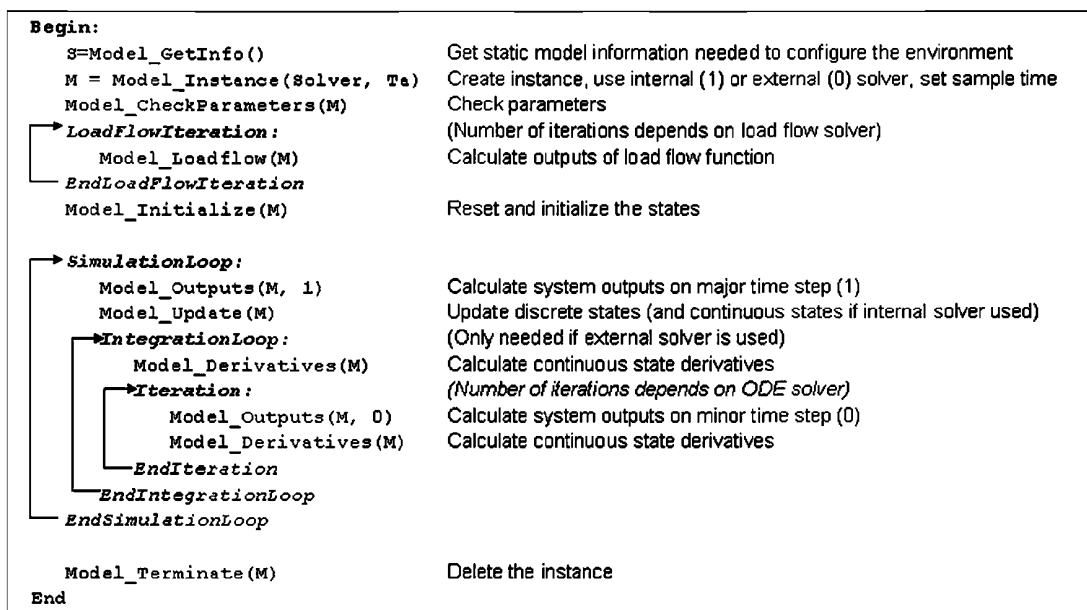 Begin:
S=Model_GetInfo() Get static model information needed to configure the environment
M = Model_Instance(Solver, Ta) Create instance, use internal (1) or external (0) solver, set sample time
Model_CheckParameters(M) Check parameters
LoadFlowIteration: (Number of iterations depends on load flow solver)
Model_Loadflow(M) Calculate outputs of load flow function
EndLoadFlowIteration
Model_Initialize(M) Reset and initialize the states
SimulationLoop:
Model_Outputs(M, 1) Calculate system outputs on major time step (1)
Model_Update(M) Update discrete states (and continuous states if internal solver used)
IntegrationLoop: (Only needed if external solver is used)
Model_Derivatives(M) Calculate continuous state derivatives
Iteration: (Number of iterations depends on ODE solver)
Model_Outputs(M, 0) Calculate system outputs on minor time step (0)
Model_Derivatives(M) Calculate continuous state derivatives
EndIteration
EndIntegrationLoop
EndSimulationLoop
Model_Terminate(M) Delete the instance
End